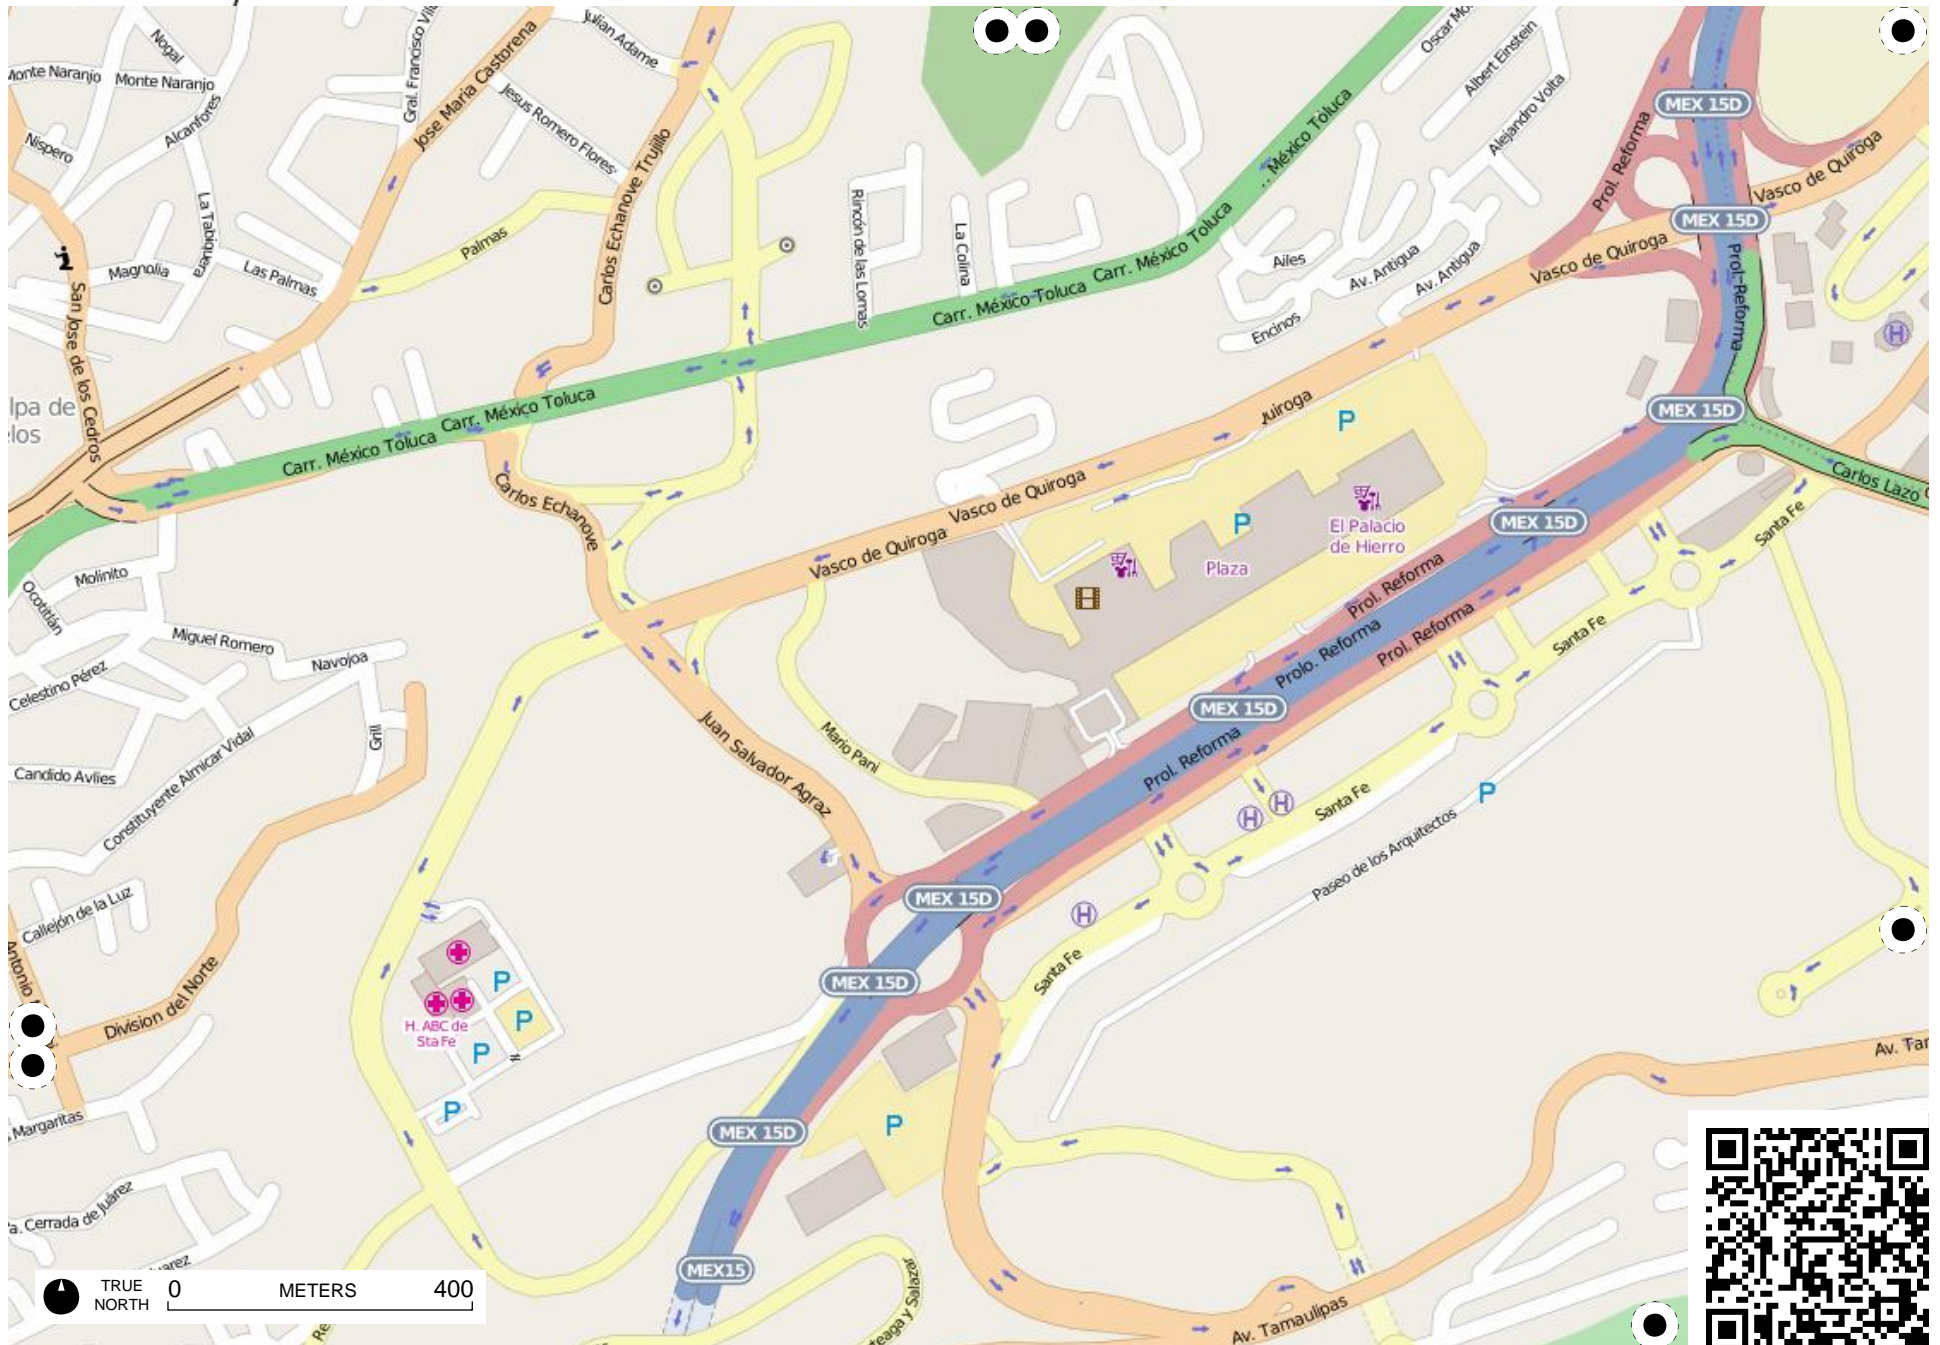 Nogal
Monte Naranjo
Monte Naranjo
Alcanfores
Nispero
Gral. Francisco
Jose Maria Castorena
Julian Adame
Jesus Romero Flores
Carlos Echanove Trujillo
La Tabiquera
Magnolia
Las Palmas
Palmas
San Jose de los Cedros
Rincón de las Lomas
La Colina
Carr. México Toluca
Carr. México Toluca
.. México Toluca
Carr. México Toluca
Carr. México Toluca
Oscar
Albert Einstein
Alejandro Volta
Ailes
Av. Antigua
Av. Antigua
Encinos
Prol. Reforma
MEX 15D
MEX 15D
Vasco de Quiroga
Vasco de Quiroga
Prol. Reforma
H
MEX 15D
Carlos Lazo
lpa de
elos
Carlos Echanove
Vasco de Quiroga
Vasco de Quiroga
uiroga
P
P
El Palacio
de Hierro
Plaza
MEX 15D
Santa Fe
Prol. Reforma
Prolo. Reforma
Prol. Reforma
Santa Fe
MEX 15D
Prol. Reforma
Molinito
Ocotitlán
Miguel Romero
Navojoa
Celestino Pérez
Grill
Candido Avlies
Constituyente Almicar Vidal
Juan Salvador Agraz
Mario Pani
Santa Fe
H
H
P
Paseo de los Arquitectos
MEX 15D
H
Callejón de la Luz
Antonio
Division del Norte
MEX 15D
Santa Fe
P
P
P
P
H. ABC de
Sta Fe
Margaritas
MEX 15D
P
a. Cerrada de Juárez
MEX15
Av. Tamaulipas
teaga y Salazar
TRUE
NORTH
0 METERS 400